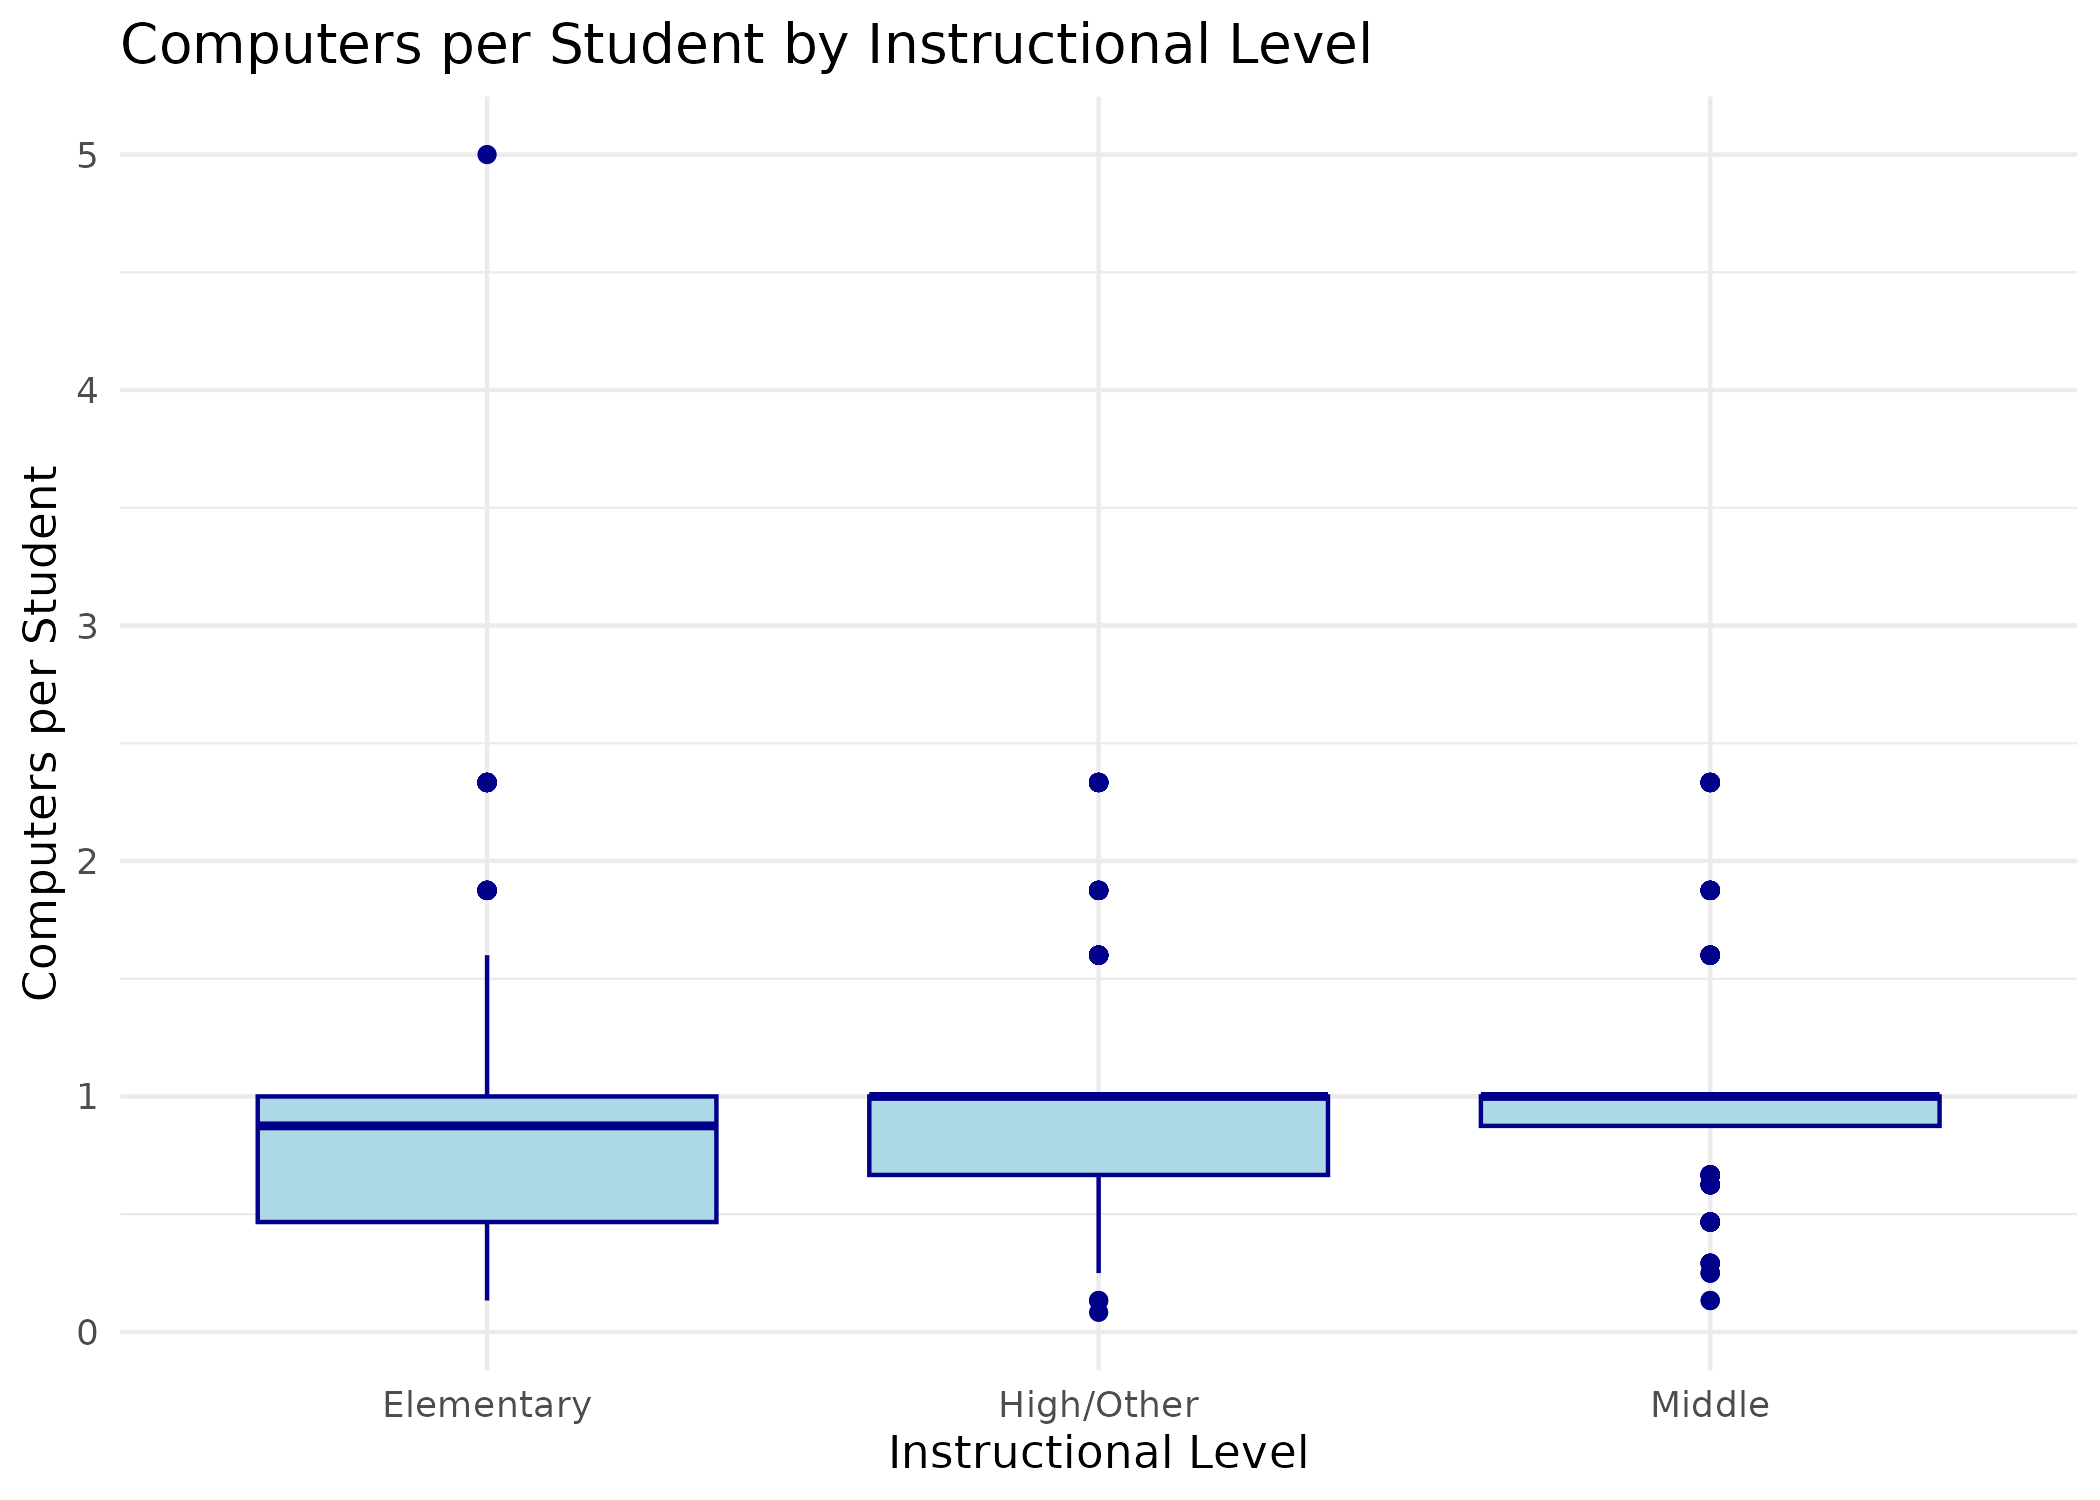 Computers per Student by Instructional Level
Computers per Student
5
4
3
2
1
0
Elementary
High/Other
Middle
Instructional Level